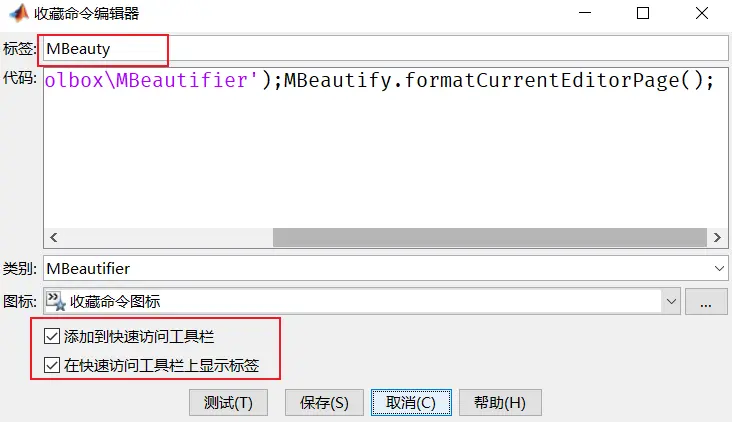 收藏命令编辑器
标签: MBeauty
代码: olbox\MBeautifier');MBeautify.formatCurrentEditorPage();
类别: MBeautifier
图标: 收藏命令图标 ...
添加到快速访问工具栏
在快速访问工具栏上显示标签
测试(T) 保存(S) 取消(C) 帮助(H)